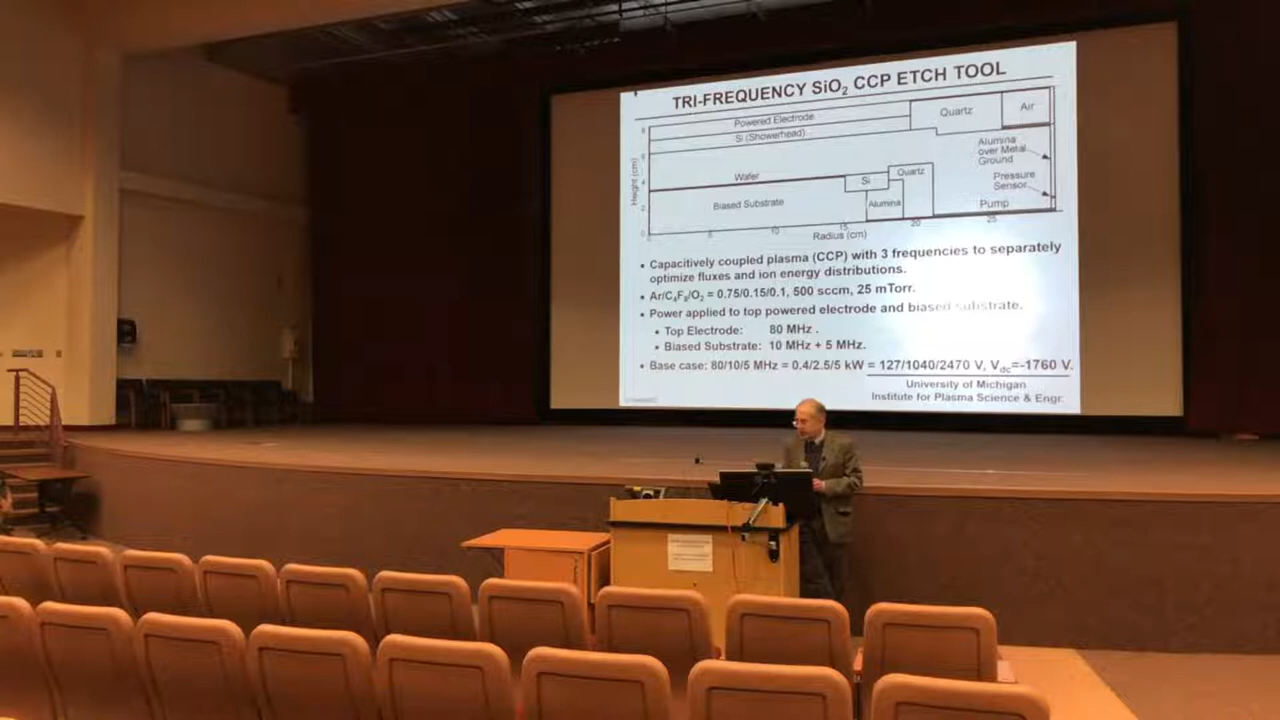 TRI-FREQUENCY SiO₂ CCP ETCH TOOL
Powered Electrode
Quartz
Air
Si (Showerhead)
Alumina
over Metal
Ground
Wafer
Si
Quartz
Pressure
Sensor
Biased Substrate
Alumina
Pump
Height (cm)
10
15
20
25
Radius (cm)
• Capacitively coupled plasma (CCP) with 3 frequencies to separately
optimize fluxes and ion energy distributions.
• Ar/C₄F₈/O₂ = 0.75/0.15/0.1, 500 sccm, 25 mTorr.
• Power applied to top powered electrode and biased substrate.
• Top Electrode: 80 MHz .
• Biased Substrate: 10 MHz + 5 MHz.
• Base case: 80/10/5 MHz = 0.4/2.5/5 kW = 127/1040/2470 V, Vdc=-1760 V.
University of Michigan
Institute for Plasma Science & Engr.